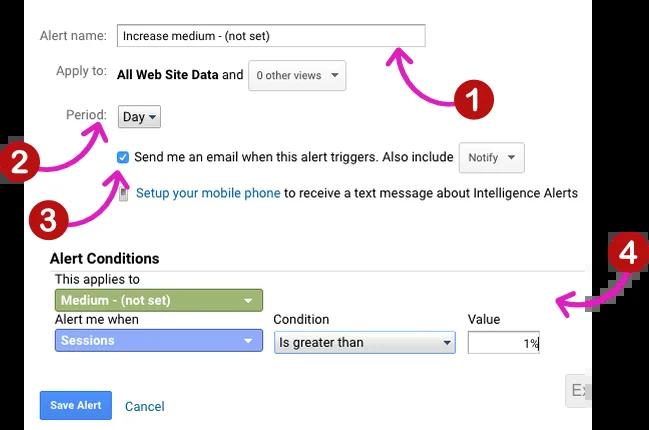 Alert name: Increase medium - (not set)
1
Apply to: All Web Site Data and 0 other views
Period: Day
2
Send me an email when this alert triggers. Also include Notify
3
Setup your mobile phone to receive a text message about Intelligence Alerts
Alert Conditions
4
This applies to
Medium - (not set)
Alert me when Condition Value
Sessions Is greater than 1%
Save Alert Cancel